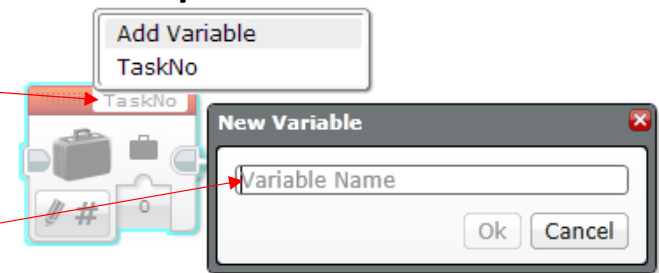 Add Variable
TaskNo
TaskNo
New Variable
Variable Name
#
0
Ok
Cancel